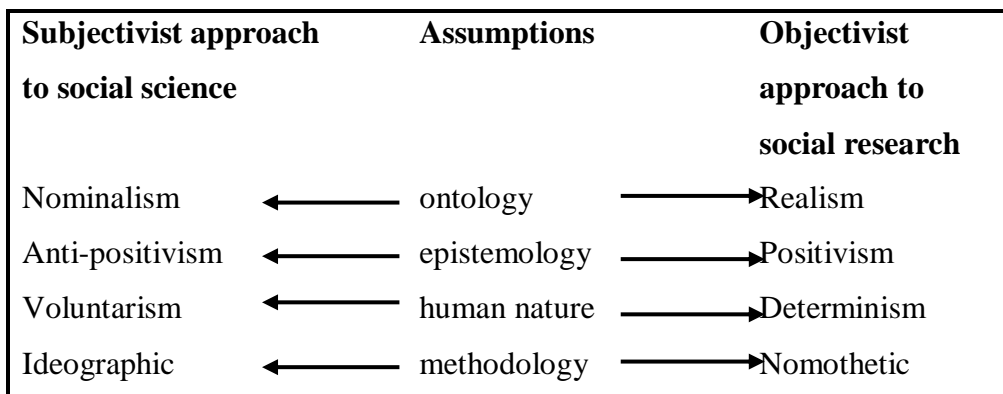 Subjectivist approach Assumptions Objectivist
to social science approach to
social research
Nominalism ontology Realism
Anti-positivism epistemology Positivism
Voluntarism human nature Determinism
Ideographic methodology Nomothetic